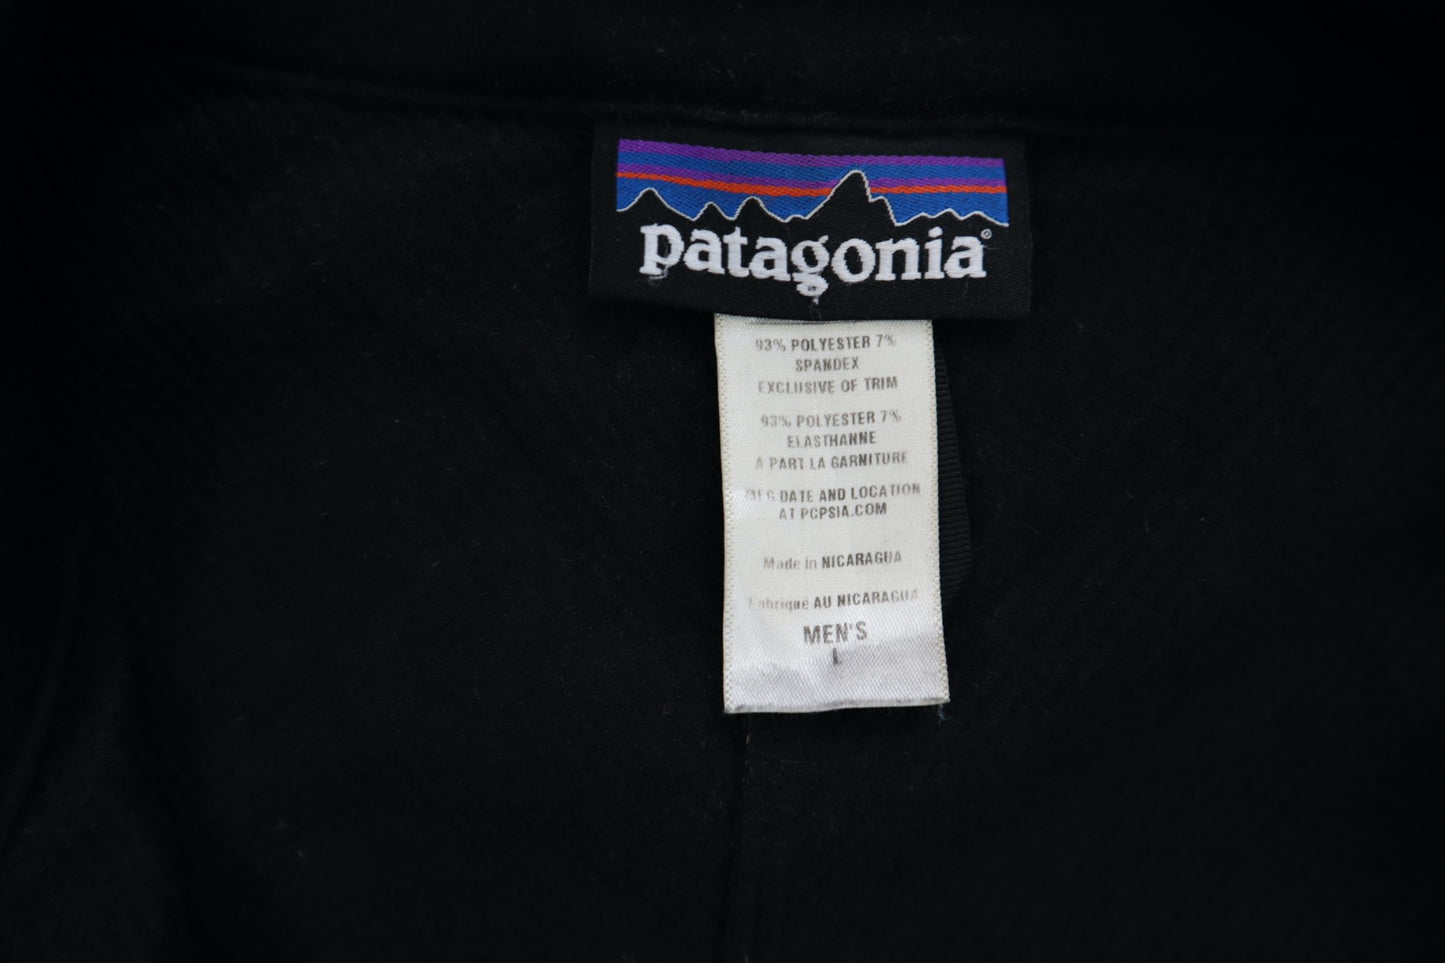 patagonia®
93% POLYESTER 7%
SPANDEX
EXCLUSIVE OF TRIM
93% POLYESTER 7%
ELASTHANNE
A PART LA GARNITURE
MFG DATE AND LOCATION
AT PCPSIA.COM
Made in NICARAGUA
Fabriqué AU NICARAGUA
MEN'S
L